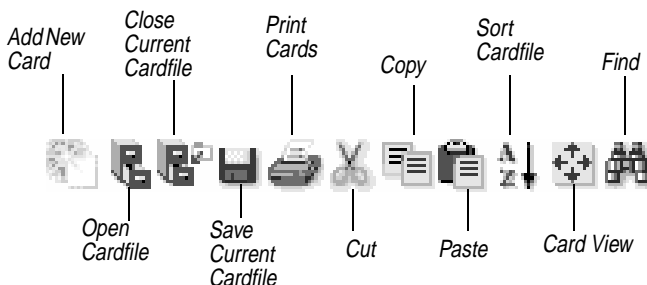 Add New
Card
Close
Current
Cardfile
Print
Cards
Copy
Sort
Cardfile
Find
A
Z
Open
Cardfile
Save
Current
Cardfile
Cut
Paste
Card View